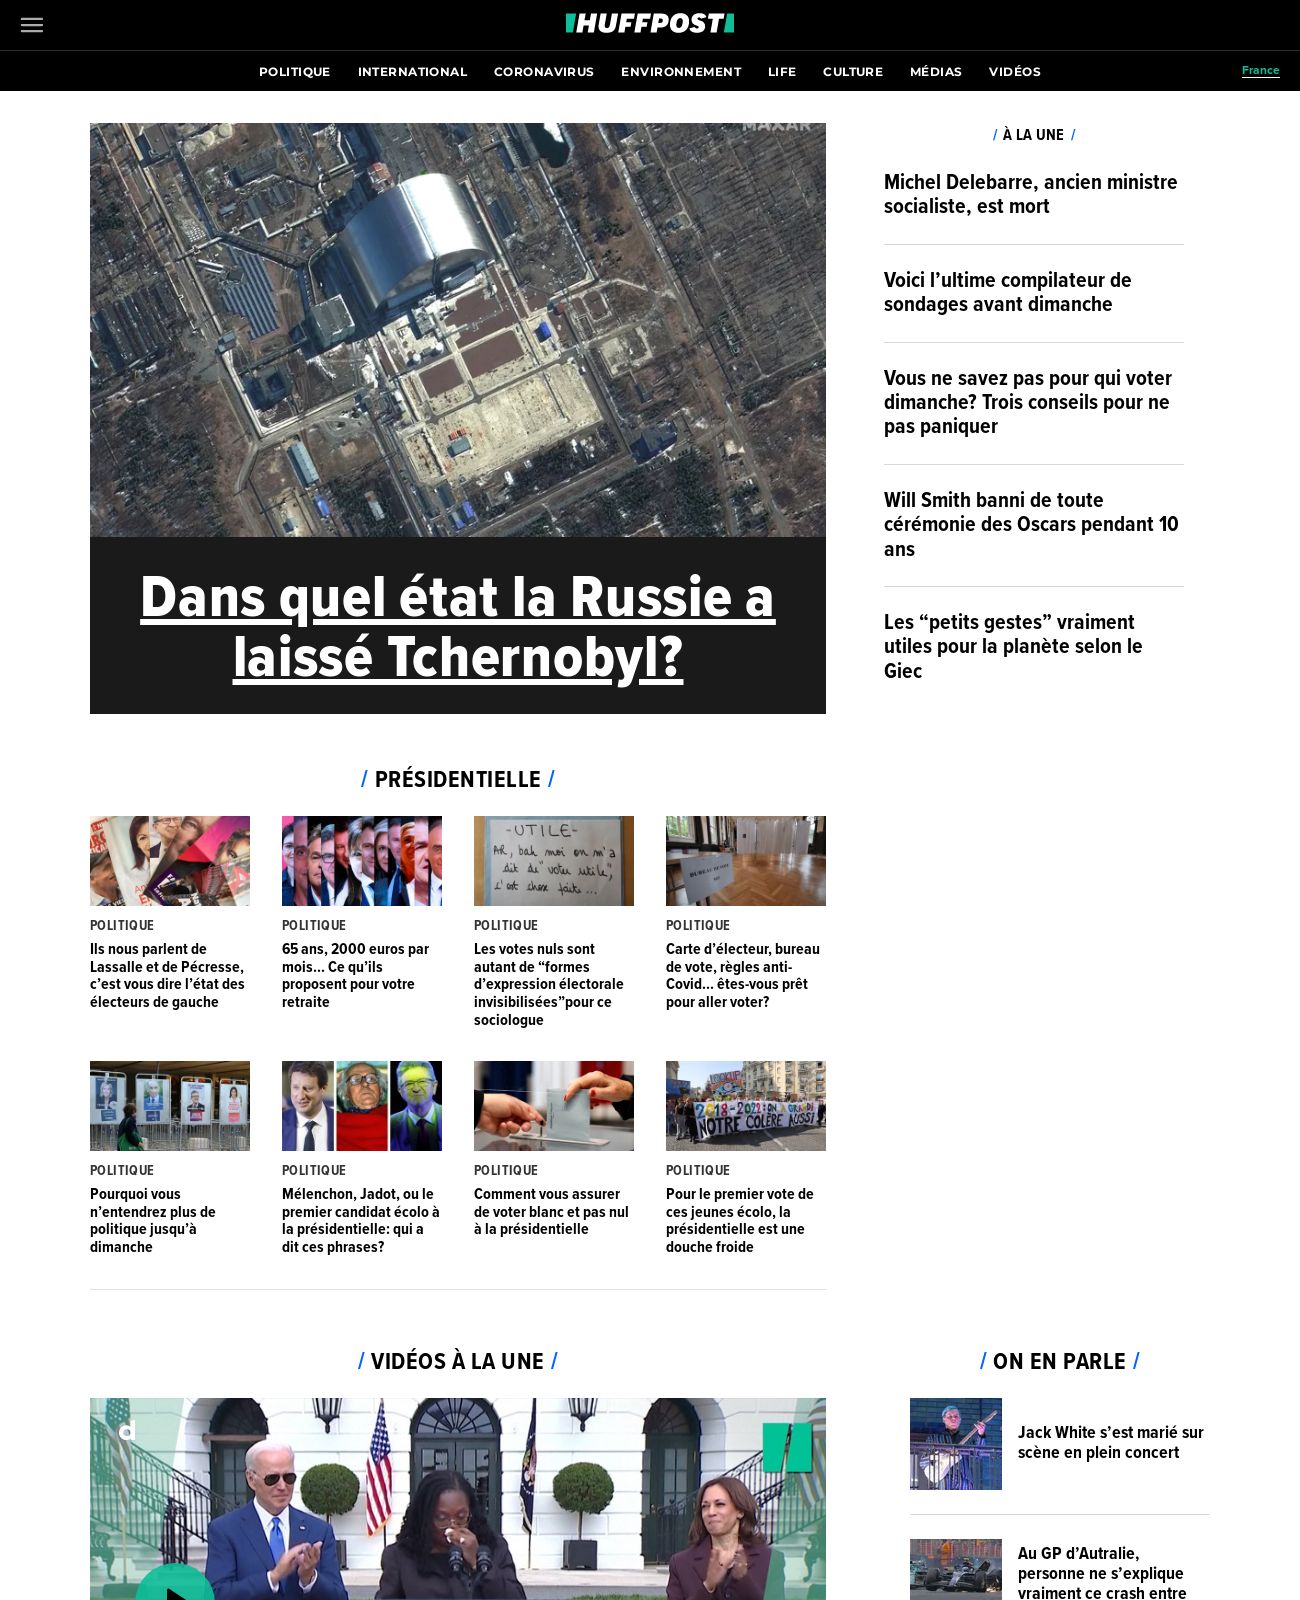 HUFFPOST
POLITIQUE INTERNATIONAL CORONAVIRUS ENVIRONNEMENT LIFE CULTURE MÉDIAS VIDÉOS France
MAXAR
Dans quel état la Russie a
laissé Tchernobyl?
/ À LA UNE /
Michel Delebarre, ancien ministre
socialiste, est mort
Voici l’ultime compilateur de
sondages avant dimanche
Vous ne savez pas pour qui voter
dimanche? Trois conseils pour ne
pas paniquer
Will Smith banni de toute
cérémonie des Oscars pendant 10
ans
Les “petits gestes” vraiment
utiles pour la planète selon le
Giec
/ PRÉSIDENTIELLE /
POLITIQUE
Ils nous parlent de
Lassalle et de Pécresse,
c’est vous dire l’état des
électeurs de gauche
POLITIQUE
65 ans, 2000 euros par
mois... Ce qu’ils
proposent pour votre
retraite
-UTILE-
AR, bah moi on m'a
dit de "voter utile",
c'est chose faite...
POLITIQUE
Les votes nuls sont
autant de “formes
d’expression électorale
invisibilisées”pour ce
sociologue
POLITIQUE
Carte d’électeur, bureau
de vote, règles anti-
Covid... êtes-vous prêt
pour aller voter?
POLITIQUE
Pourquoi vous
n’entendrez plus de
politique jusqu’à
dimanche
POLITIQUE
Mélenchon, Jadot, ou le
premier candidat écolo à
la présidentielle: qui a
dit ces phrases?
POLITIQUE
Comment vous assurer
de voter blanc et pas nul
à la présidentielle
LOOK UP
2018-2022: ON A GRANDI
NOTRE COLÈRE AUSSI
POLITIQUE
Pour le premier vote de
ces jeunes écolo, la
présidentielle est une
douche froide
/ VIDÉOS À LA UNE /
d
/ ON EN PARLE /
Jack White s’est marié sur
scène en plein concert
Au GP d’Autralie,
personne ne s’explique
vraiment ce crash entre